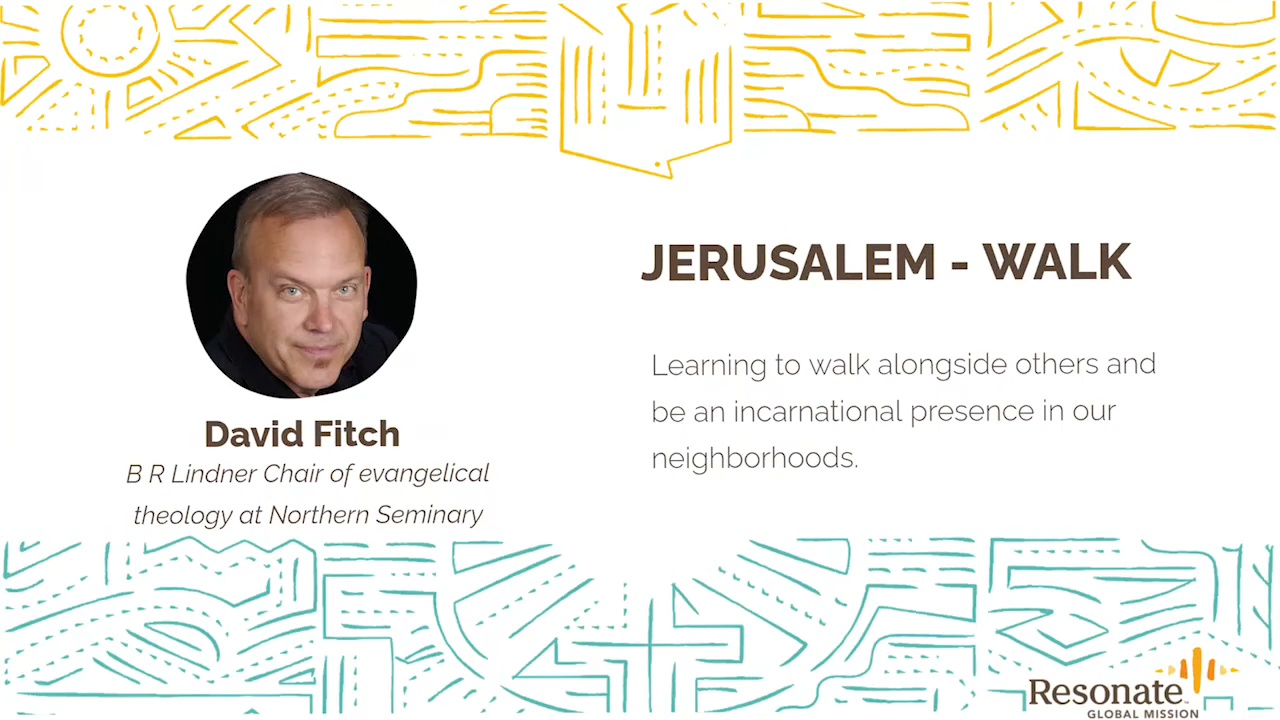 JERUSALEM - WALK
Learning to walk alongside others and
be an incarnational presence in our
neighborhoods.
David Fitch
B R Lindner Chair of evangelical
theology at Northern Seminary
Resonate
GLOBAL MISSION